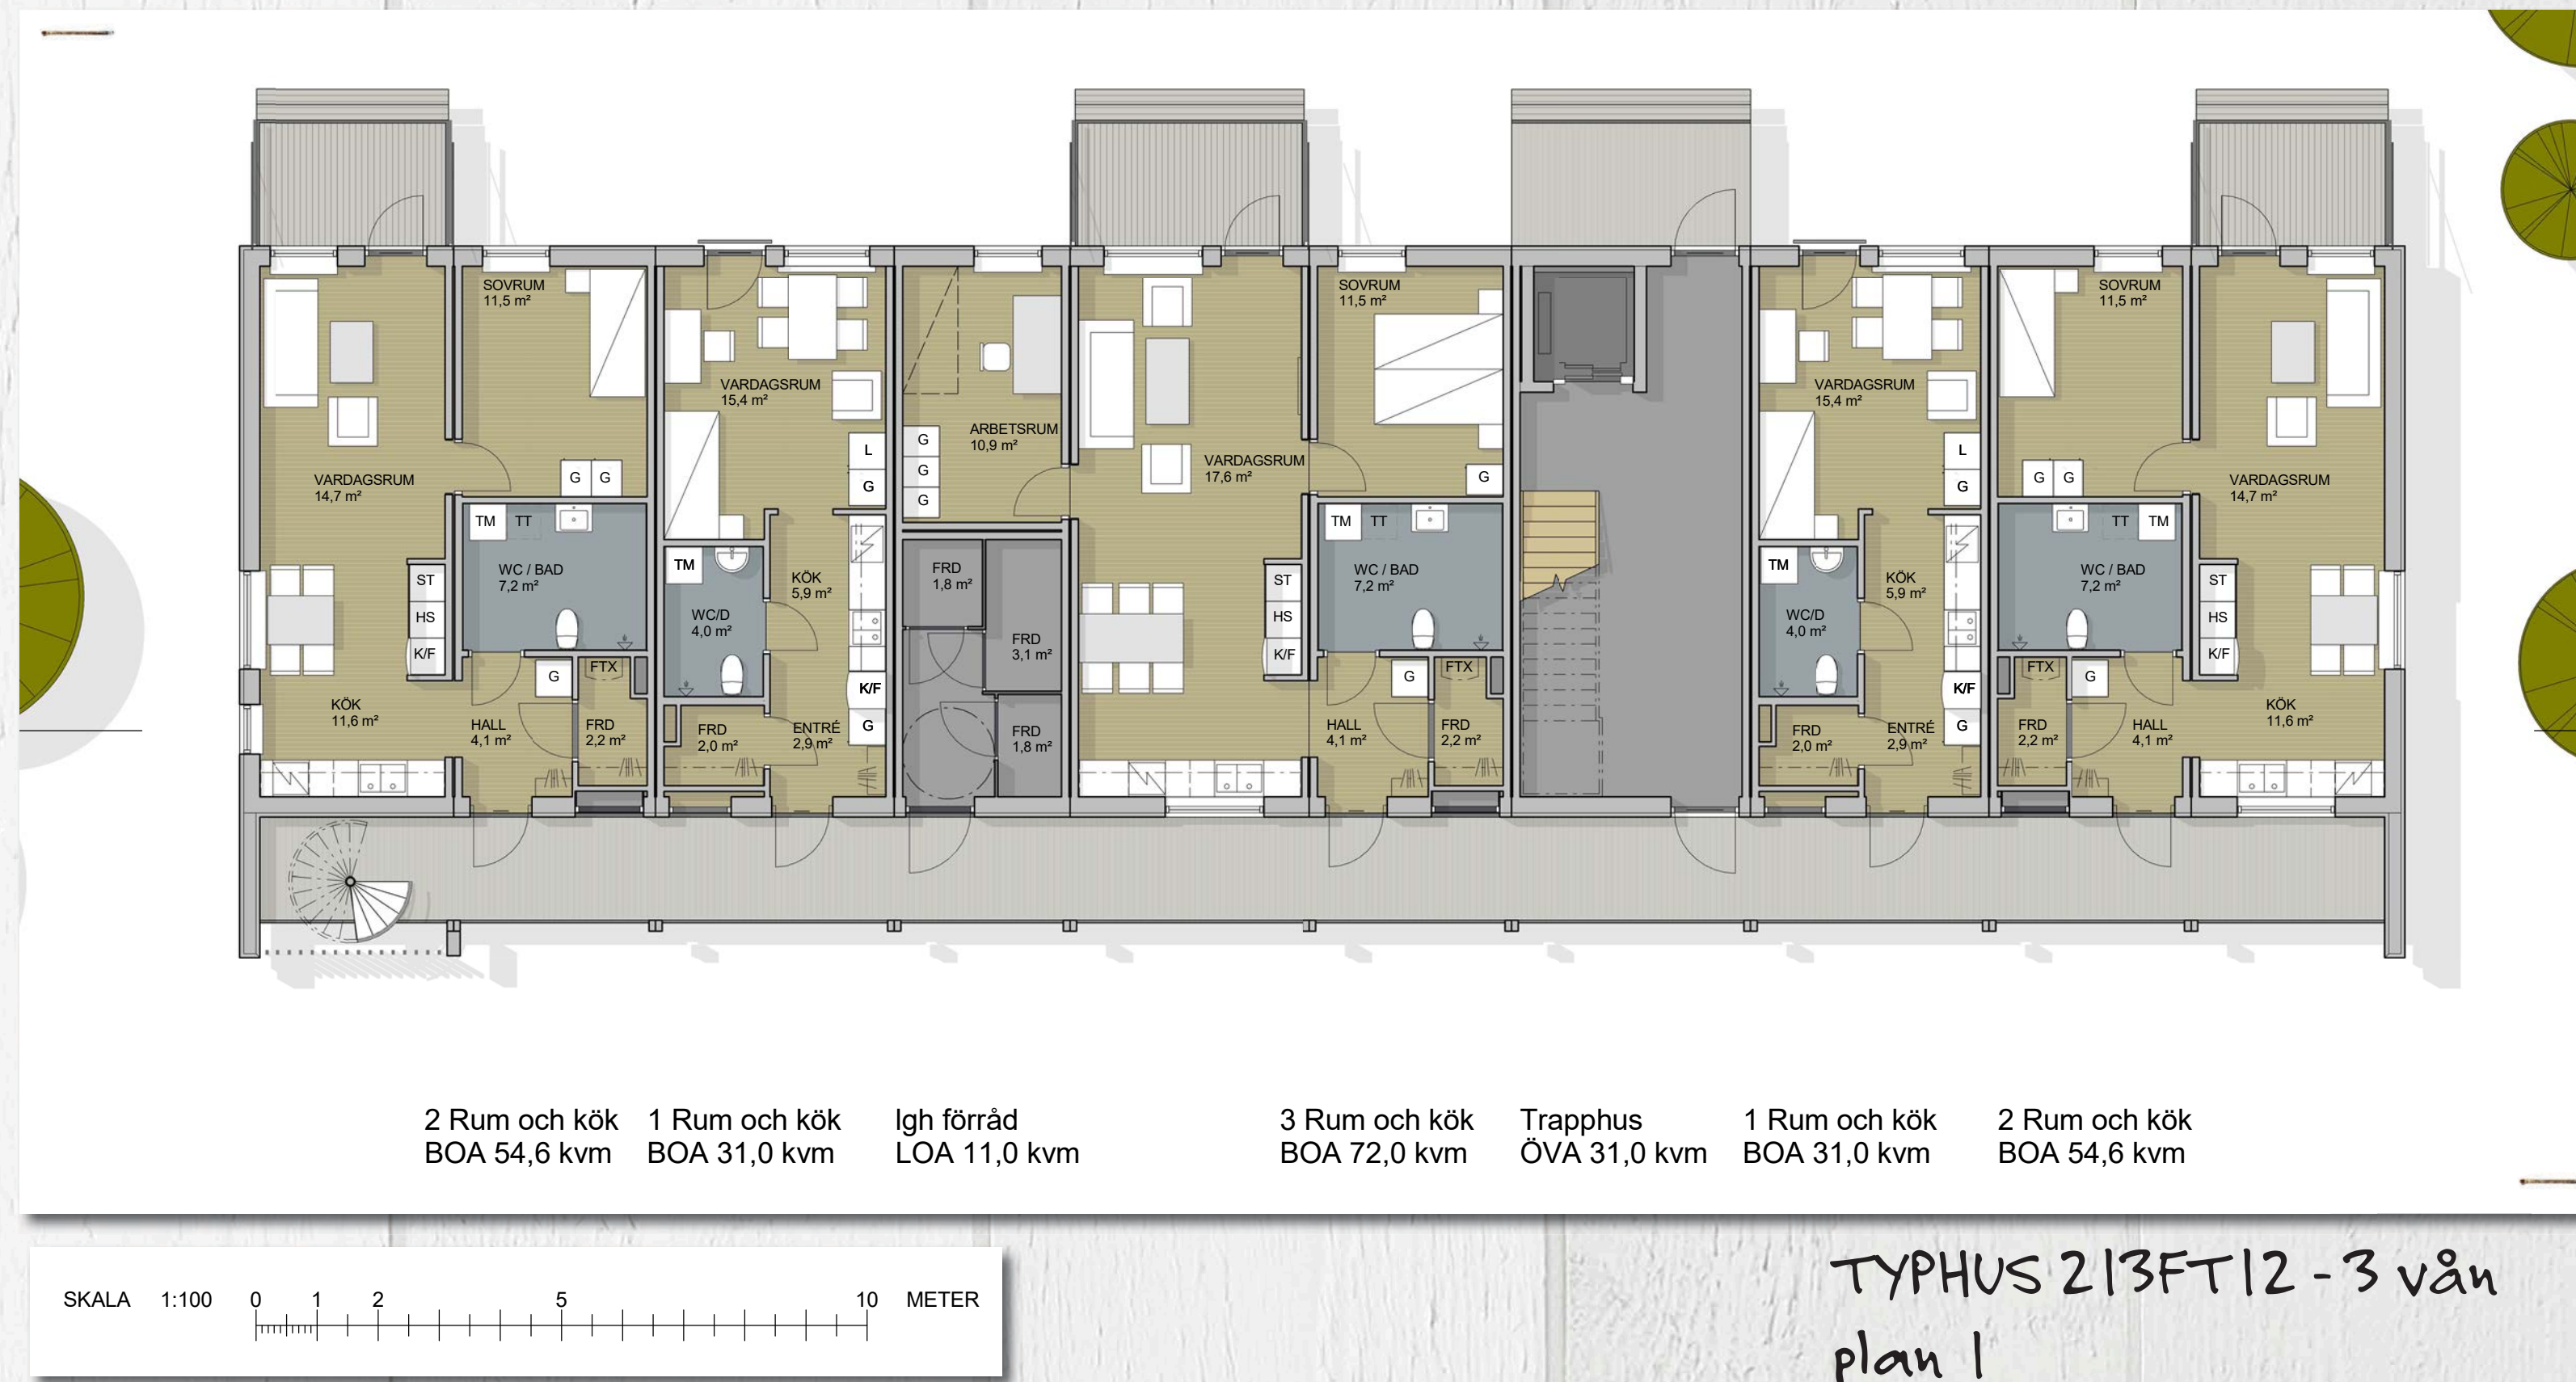 SOVRUM
11,5 m²
VARDAGSRUM
14,7 m²
G G
TM TT
WC / BAD
7,2 m²
ST
HS
K/F
KÖK
11,6 m²
HALL
4,1 m²
G
FTX
FRD
2,2 m²
VARDAGSRUM
15,4 m²
L
G
TM
WC/D
4,0 m²
KÖK
5,9 m²
K/F
G
FRD
2,0 m²
ENTRÉ
2,9 m²
ARBETSRUM
10,9 m²
G
G
G
FRD
1,8 m²
FRD
3,1 m²
FRD
1,8 m²
VARDAGSRUM
17,6 m²
SOVRUM
11,5 m²
G
TM TT
WC / BAD
7,2 m²
ST
HS
K/F
HALL
4,1 m²
G
FTX
FRD
2,2 m²
VARDAGSRUM
15,4 m²
L
G
TM
WC/D
4,0 m²
KÖK
5,9 m²
K/F
G
FRD
2,0 m²
ENTRÉ
2,9 m²
SOVRUM
11,5 m²
G G
TT TM
WC / BAD
7,2 m²
FTX
G
FRD
2,2 m²
HALL
4,1 m²
VARDAGSRUM
14,7 m²
ST
HS
K/F
KÖK
11,6 m²
2 Rum och kök
BOA 54,6 kvm
1 Rum och kök
BOA 31,0 kvm
lgh förråd
LOA 11,0 kvm
3 Rum och kök
BOA 72,0 kvm
Trapphus
ÖVA 31,0 kvm
1 Rum och kök
BOA 31,0 kvm
2 Rum och kök
BOA 54,6 kvm
SKALA 1:100 0 1 2 5 10 METER
TYPHUS 213FT12 - 3 vån
plan 1